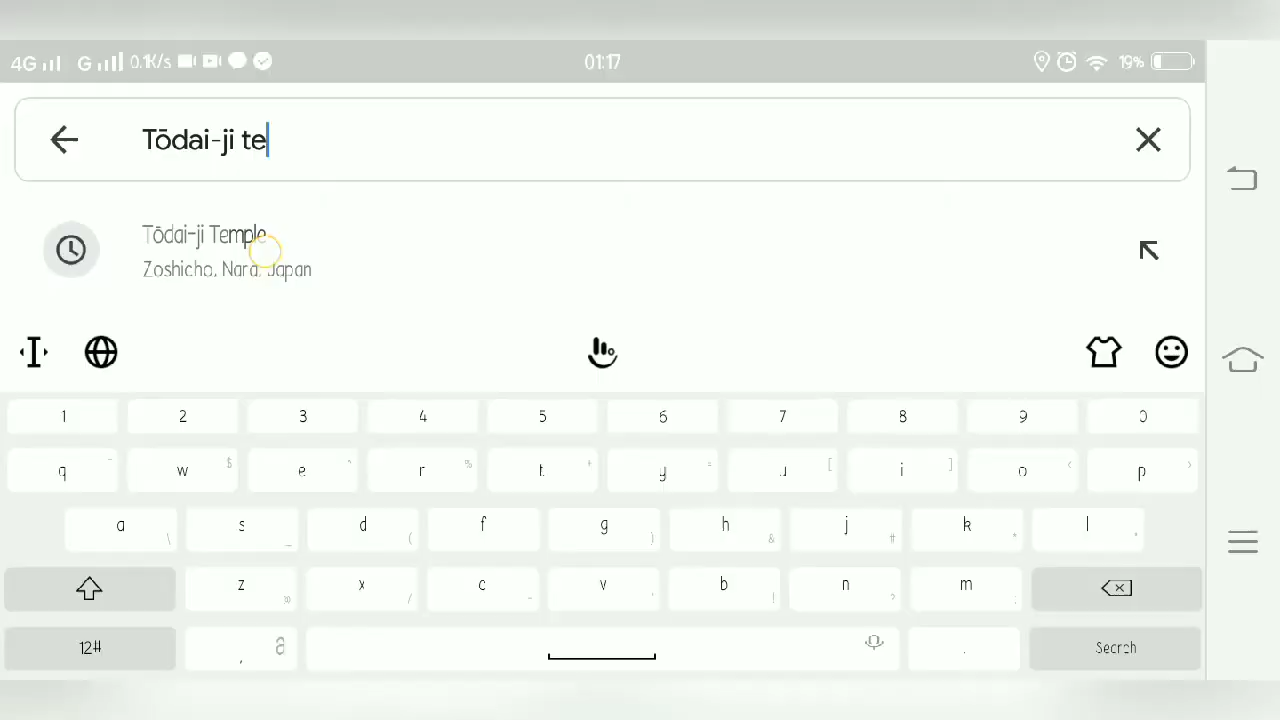 4G G 0.1K/s 01:17 19%
Tōdai-ji te
Tōdai-ji Temple
Zoshicho, Nara, Japan
1 2 3 4 5 6 7 8 9 0
q w e r t y u i o p
a s d f g h j k l
z x c v b n m
12# , . Search